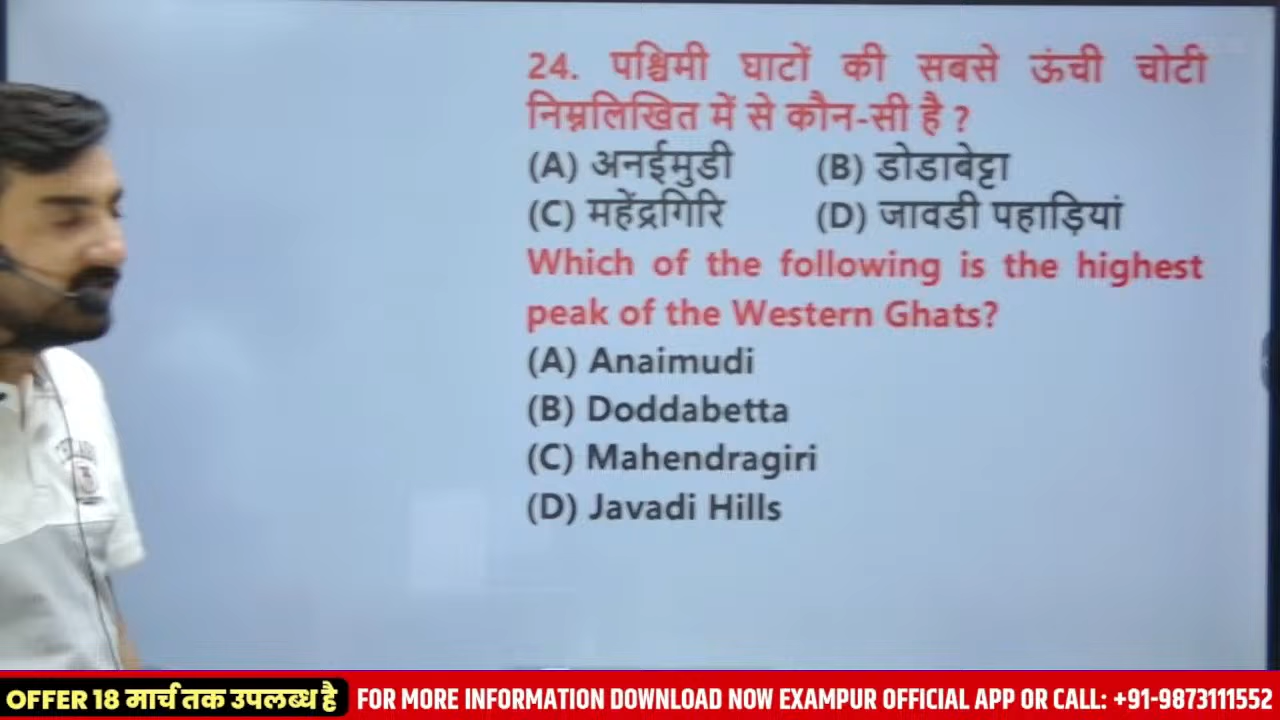 24. पश्चिमी घाटों की सबसे ऊंची चोटी
निम्नलिखित में से कौन-सी है ?
(A) अनईमुडी (B) डोडाबेट्टा
(C) महेंद्रगिरि (D) जावडी पहाड़ियां
Which of the following is the highest
peak of the Western Ghats?
(A) Anaimudi
(B) Doddabetta
(C) Mahendragiri
(D) Javadi Hills
OFFER 18 मार्च तक उपलब्ध है FOR MORE INFORMATION DOWNLOAD NOW EXAMPUR OFFICIAL APP OR CALL: +91-9873111552